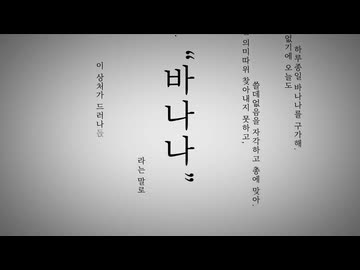 없기에 오늘도
하루종일 바나나를 구가해.
쓸데없음을 자각하고 총에 맞아.
의미따위 찾아내지 못하고,
“바나나”
라는 말로
이 상처가 드러나